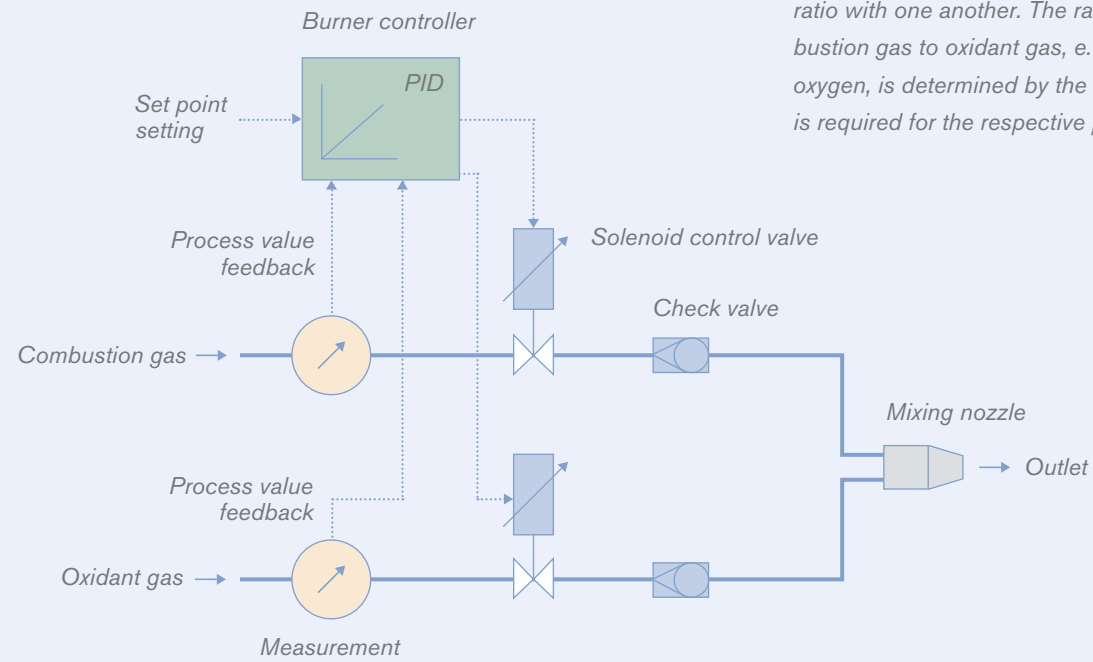 Burner controller
ratio with one another. The ra
bustion gas to oxidant gas, e.
oxygen, is determined by the
is required for the respective
PID
Set point
setting
Process value
feedback
Solenoid control valve
Check valve
Combustion gas
Mixing nozzle
Outlet
Process value
feedback
Oxidant gas
Measurement